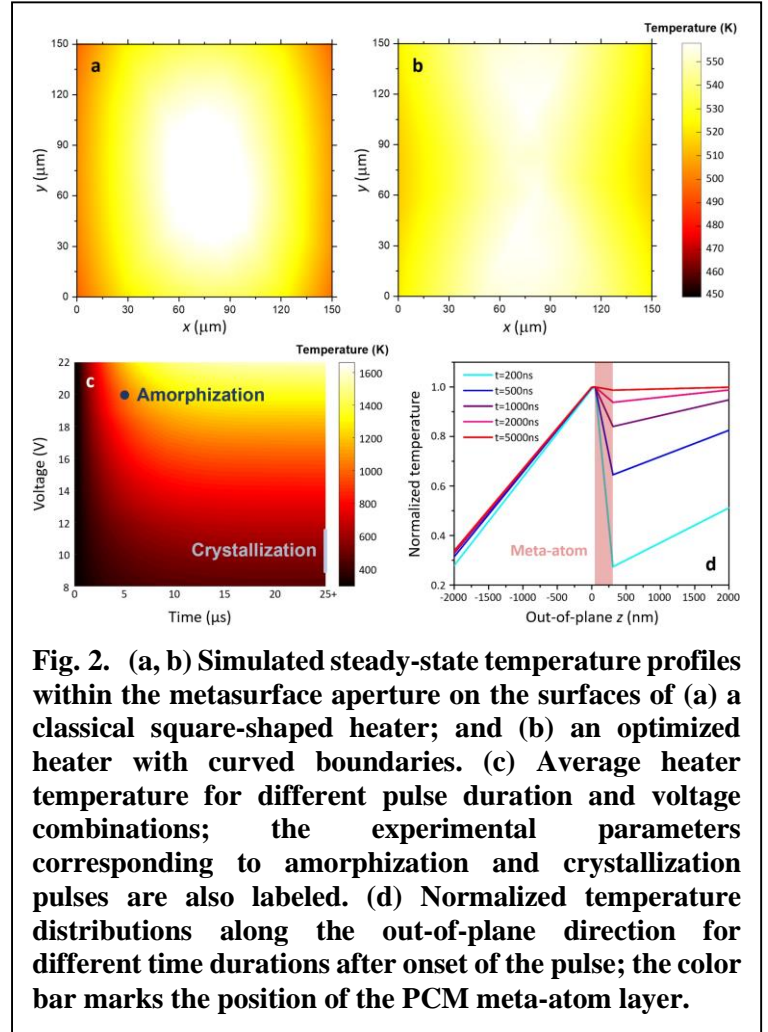 Temperature (K)
150
120
90
60
30
0
y (μm)
a
0 30 60 90 120 150
x (μm)
150
120
90
60
30
0
y (μm)
b
0 30 60 90 120 150
x (μm)
550
540
530
520
510
500
490
480
470
460
450
Temperature (K)
22
20
18
16
14
12
10
8
Voltage (V)
c
Amorphization
Crystallization
0 5 10 15 20 25+
Time (μs)
1600
1400
1200
1000
800
600
400
t=200ns
t=500ns
t=1000ns
t=2000ns
t=5000ns
1.0
0.8
0.6
0.4
0.2
Normalized temperature
Meta-atom
d
-2000 -1500 -1000 -500 0 500 1000 1500 2000
Out-of-plane z (nm)
Fig. 2. (a, b) Simulated steady-state temperature profiles
within the metasurface aperture on the surfaces of (a) a
classical square-shaped heater; and (b) an optimized
heater with curved boundaries. (c) Average heater
temperature for different pulse duration and voltage
combinations; the experimental parameters
corresponding to amorphization and crystallization
pulses are also labeled. (d) Normalized temperature
distributions along the out-of-plane direction for
different time durations after onset of the pulse; the color
bar marks the position of the PCM meta-atom layer.